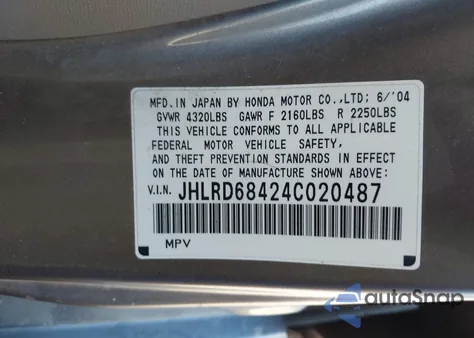 MFD. IN JAPAN BY HONDA MOTOR CO.,LTD; 6/'04
GVWR 4320LBS GAWR F 2160LBS R 2250LBS
THIS VEHICLE CONFORMS TO ALL APPLICABLE
FEDERAL MOTOR VEHICLE SAFETY,
AND THEFT PREVENTION STANDARDS IN EFFECT
ON THE DATE OF MANUFACTURE SHOWN ABOVE:
V.I.N. JHLRD68424C020487
MPV
autoSnap